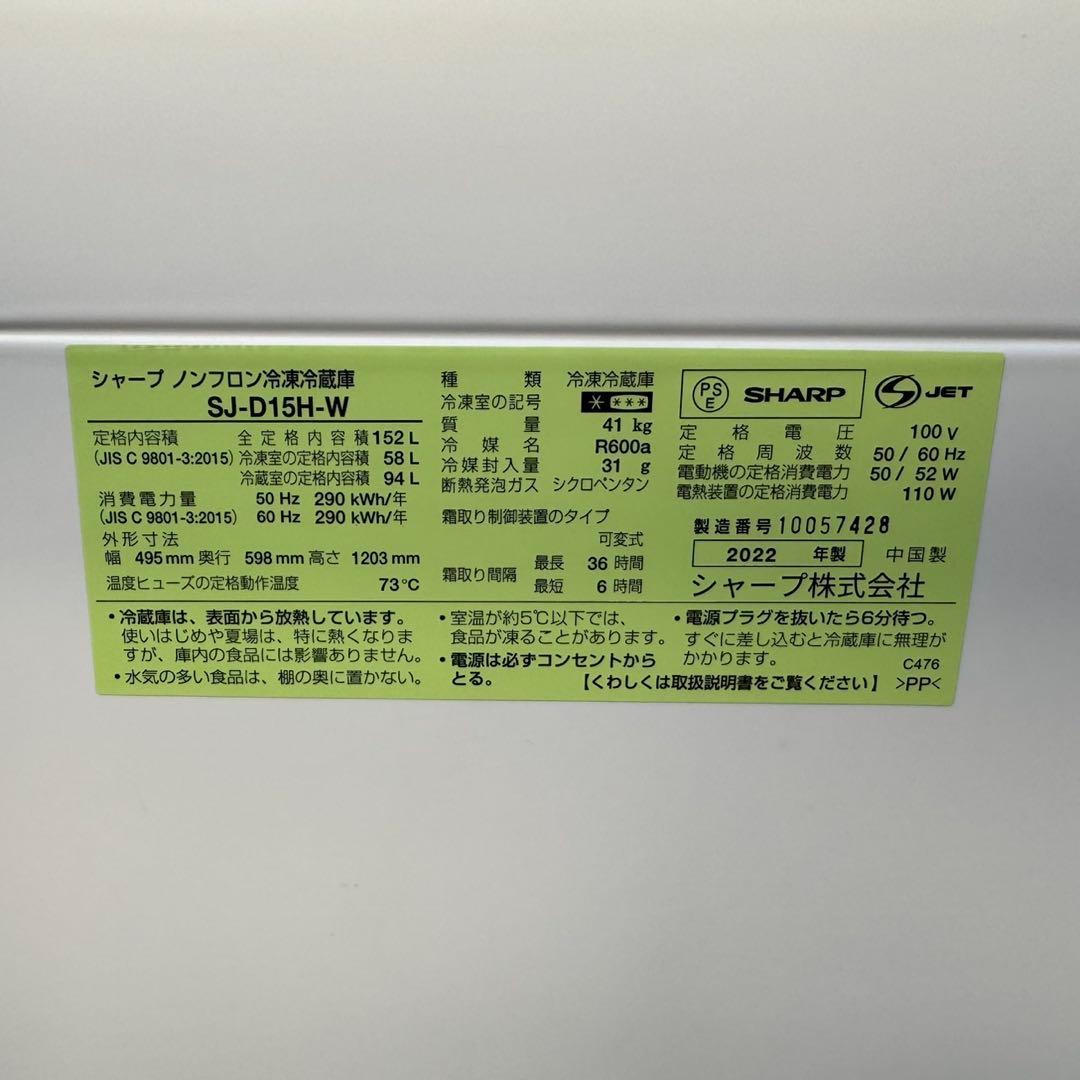 シャープ ノンフロン冷凍冷蔵庫
SJ-D15H-W
定格内容積 全定格内容積 152 L
(JIS C 9801-3:2015) 冷凍室の定格内容積 58 L
冷蔵室の定格内容積 94 L
消費電力量 50 Hz 290 kWh/年
(JIS C 9801-3:2015) 60 Hz 290 kWh/年
外形寸法
幅 495 mm 奥行 598 mm 高さ 1203 mm
温度ヒューズの定格動作温度 73℃
種類 冷凍冷蔵庫
冷凍室の記号 * ***
質量 41 kg
冷媒名 R600a
冷媒封入量 31 g
断熱発泡ガス シクロペンタン
霜取り制御装置のタイプ
可変式
霜取り間隔 最長 36 時間
最短 6 時間
PSE SHARP S JET
定格電圧 100 V
定格周波数 50 / 60 Hz
電動機の定格消費電力 50 / 52 W
電熱装置の定格消費電力 110 W
製造番号 10057428
2022 年製 中国製
シャープ株式会社
・冷蔵庫は、表面から放熱しています。
使いはじめや夏場は、特に熱くなりま
すが、庫内の食品には影響ありません。
・水気の多い食品は、棚の奥に置かない。
・室温が約5℃以下では、
食品が凍ることがあります。
・電源は必ずコンセントから
とる。
・電源プラグを抜いたら6分待つ。
すぐに差し込むと冷蔵庫に無理が
かかります。 C476
【くわしくは取扱説明書をご覧ください】 >PP<